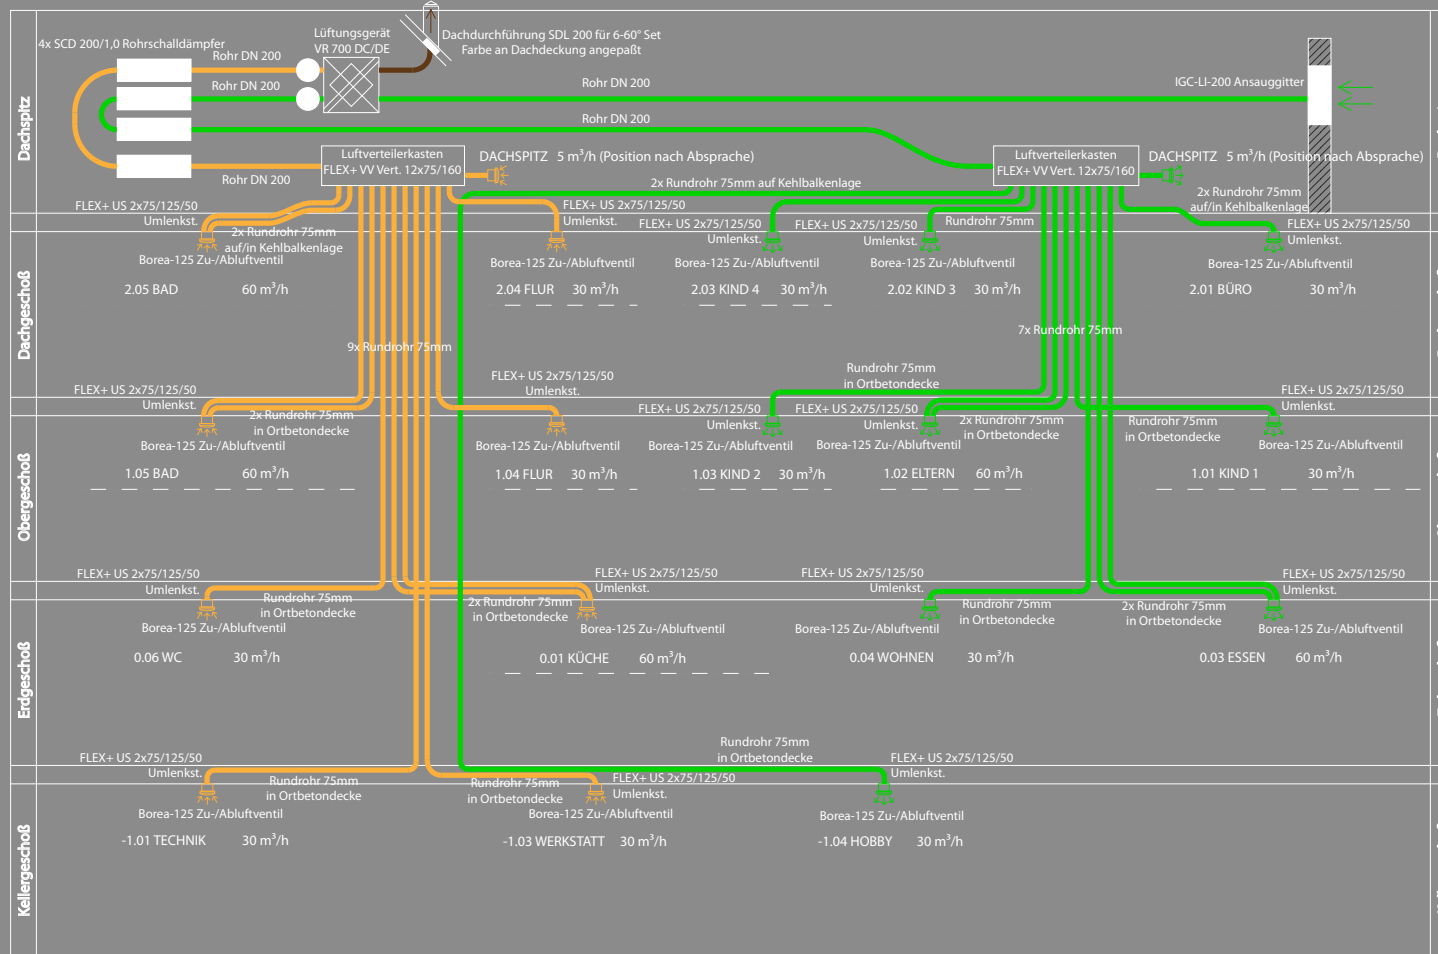 4x SCD 200/1,0 Rohrschalldämpfer
Rohr DN 200
Lüftungsgerät
VR 700 DC/DE
Dachdurchführung SDL 200 für 6-60° Set
Farbe an Dachdeckung angepaßt
Rohr DN 200
Rohr DN 200
IGC-LI-200 Ansauggitter
Rohr DN 200
Rohr DN 200
Dachspitz
Luftverteilerkasten
FLEX+ VV Vert. 12x75/160
DACHSPITZ 5 m³/h (Position nach Absprache)
Luftverteilerkasten
FLEX+ VV Vert. 12x75/160
DACHSPITZ 5 m³/h (Position nach Absprache)
2x Rundrohr 75mm auf Kehlbalkenlage
2x Rundrohr 75mm
auf/in Kehlbalkenlage
FLEX+ US 2x75/125/50
Umlenkst.
2x Rundrohr 75mm
auf/in Kehlbalkenlage
FLEX+ US 2x75/125/50
Umlenkst.
FLEX+ US 2x75/125/50
Umlenkst.
FLEX+ US 2x75/125/50
Umlenkst.
Rundrohr 75mm
FLEX+ US 2x75/125/50
Umlenkst.
Dachgeschoß
Borea-125 Zu-/Abluftventil
2.05 BAD 60 m³/h
Borea-125 Zu-/Abluftventil
2.04 FLUR 30 m³/h
Borea-125 Zu-/Abluftventil
2.03 KIND 4 30 m³/h
Borea-125 Zu-/Abluftventil
2.02 KIND 3 30 m³/h
Borea-125 Zu-/Abluftventil
2.01 BÜRO 30 m³/h
9x Rundrohr 75mm
7x Rundrohr 75mm
FLEX+ US 2x75/125/50
Umlenkst.
2x Rundrohr 75mm
in Ortbetondecke
FLEX+ US 2x75/125/50
Umlenkst.
Rundrohr 75mm
in Ortbetondecke
FLEX+ US 2x75/125/50
Umlenkst.
FLEX+ US 2x75/125/50
Umlenkst.
2x Rundrohr 75mm
in Ortbetondecke
Rundrohr 75mm
in Ortbetondecke
FLEX+ US 2x75/125/50
Umlenkst.
Obergeschoß
Borea-125 Zu-/Abluftventil
1.05 BAD 60 m³/h
Borea-125 Zu-/Abluftventil
1.04 FLUR 30 m³/h
Borea-125 Zu-/Abluftventil
1.03 KIND 2 30 m³/h
Borea-125 Zu-/Abluftventil
1.02 ELTERN 60 m³/h
Borea-125 Zu-/Abluftventil
1.01 KIND 1 30 m³/h
FLEX+ US 2x75/125/50
Umlenkst.
Rundrohr 75mm
in Ortbetondecke
2x Rundrohr 75mm
in Ortbetondecke
FLEX+ US 2x75/125/50
Umlenkst.
FLEX+ US 2x75/125/50
Umlenkst.
Rundrohr 75mm
in Ortbetondecke
2x Rundrohr 75mm
in Ortbetondecke
FLEX+ US 2x75/125/50
Umlenkst.
Erdgeschoß
Borea-125 Zu-/Abluftventil
0.06 WC 30 m³/h
Borea-125 Zu-/Abluftventil
0.01 KÜCHE 60 m³/h
Borea-125 Zu-/Abluftventil
0.04 WOHNEN 30 m³/h
Borea-125 Zu-/Abluftventil
0.03 ESSEN 60 m³/h
FLEX+ US 2x75/125/50
Umlenkst.
Rundrohr 75mm
in Ortbetondecke
Rundrohr 75mm
in Ortbetondecke
FLEX+ US 2x75/125/50
Umlenkst.
Rundrohr 75mm
in Ortbetondecke
FLEX+ US 2x75/125/50
Umlenkst.
Kellergeschoß
Borea-125 Zu-/Abluftventil
-1.01 TECHNIK 30 m³/h
Borea-125 Zu-/Abluftventil
-1.03 WERKSTATT 30 m³/h
Borea-125 Zu-/Abluftventil
-1.04 HOBBY 30 m³/h